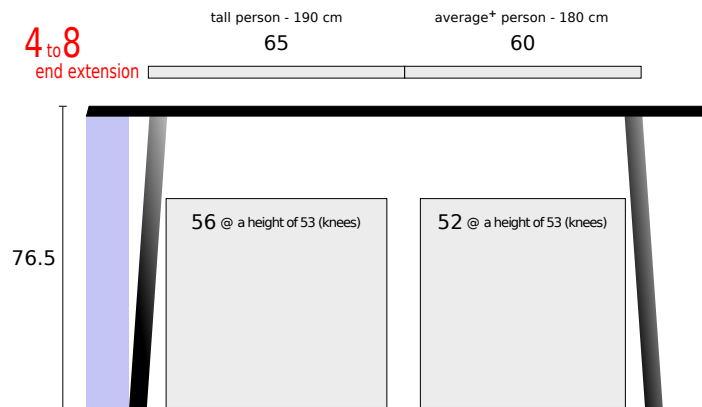 tall person - 190 cm
average+ person - 180 cm
65
60
4 to 8
end extension
56 @ a height of 53 (knees)
52 @ a height of 53 (knees)
76.5